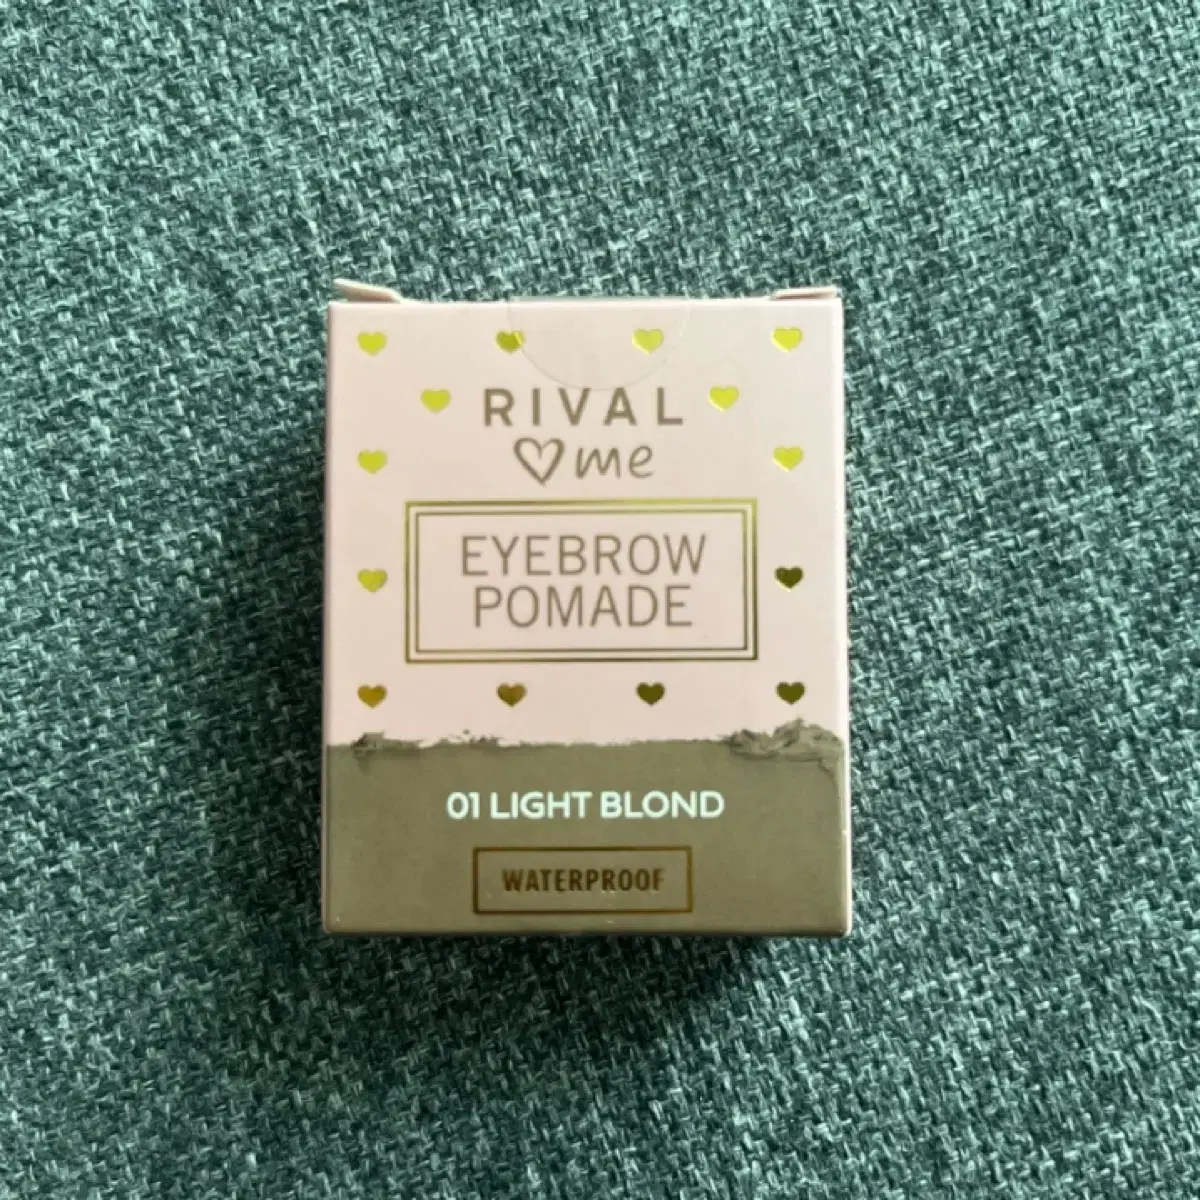 RIVAL
♡me
EYEBROW
POMADE
01 LIGHT BLOND
WATERPROOF